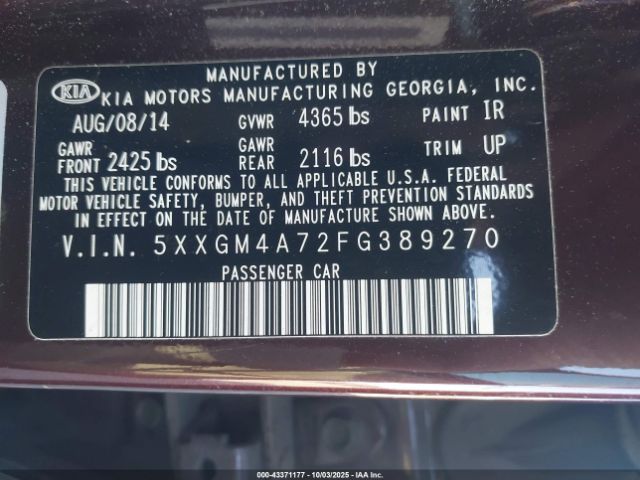 MANUFACTURED BY
KIA KIA MOTORS MANUFACTURING GEORGIA, INC.
AUG/08/14 GVWR 4365 lbs PAINT IR
GAWR FRONT 2425 lbs GAWR REAR 2116 lbs TRIM UP
THIS VEHICLE CONFORMS TO ALL APPLICABLE U.S.A. FEDERAL
MOTOR VEHICLE SAFETY, BUMPER, AND THEFT PREVENTION STANDARDS
IN EFFECT ON THE DATE OF MANUFACTURE SHOWN ABOVE.
V.I.N. 5XXGM4A72FG389270
PASSENGER CAR
000-43371177 - 10/03/2025 - IAA Inc.